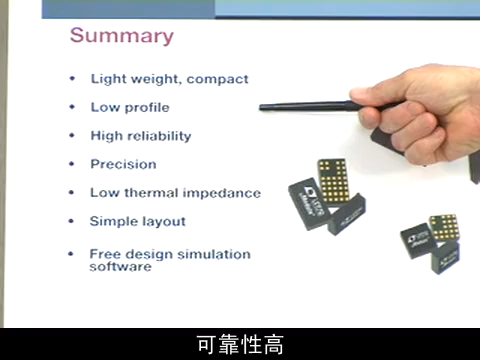 Summary
• Light weight, compact
• Low profile
• High reliability
• Precision
• Low thermal impedance
• Simple layout
• Free design simulation
software
µModule
可靠性高